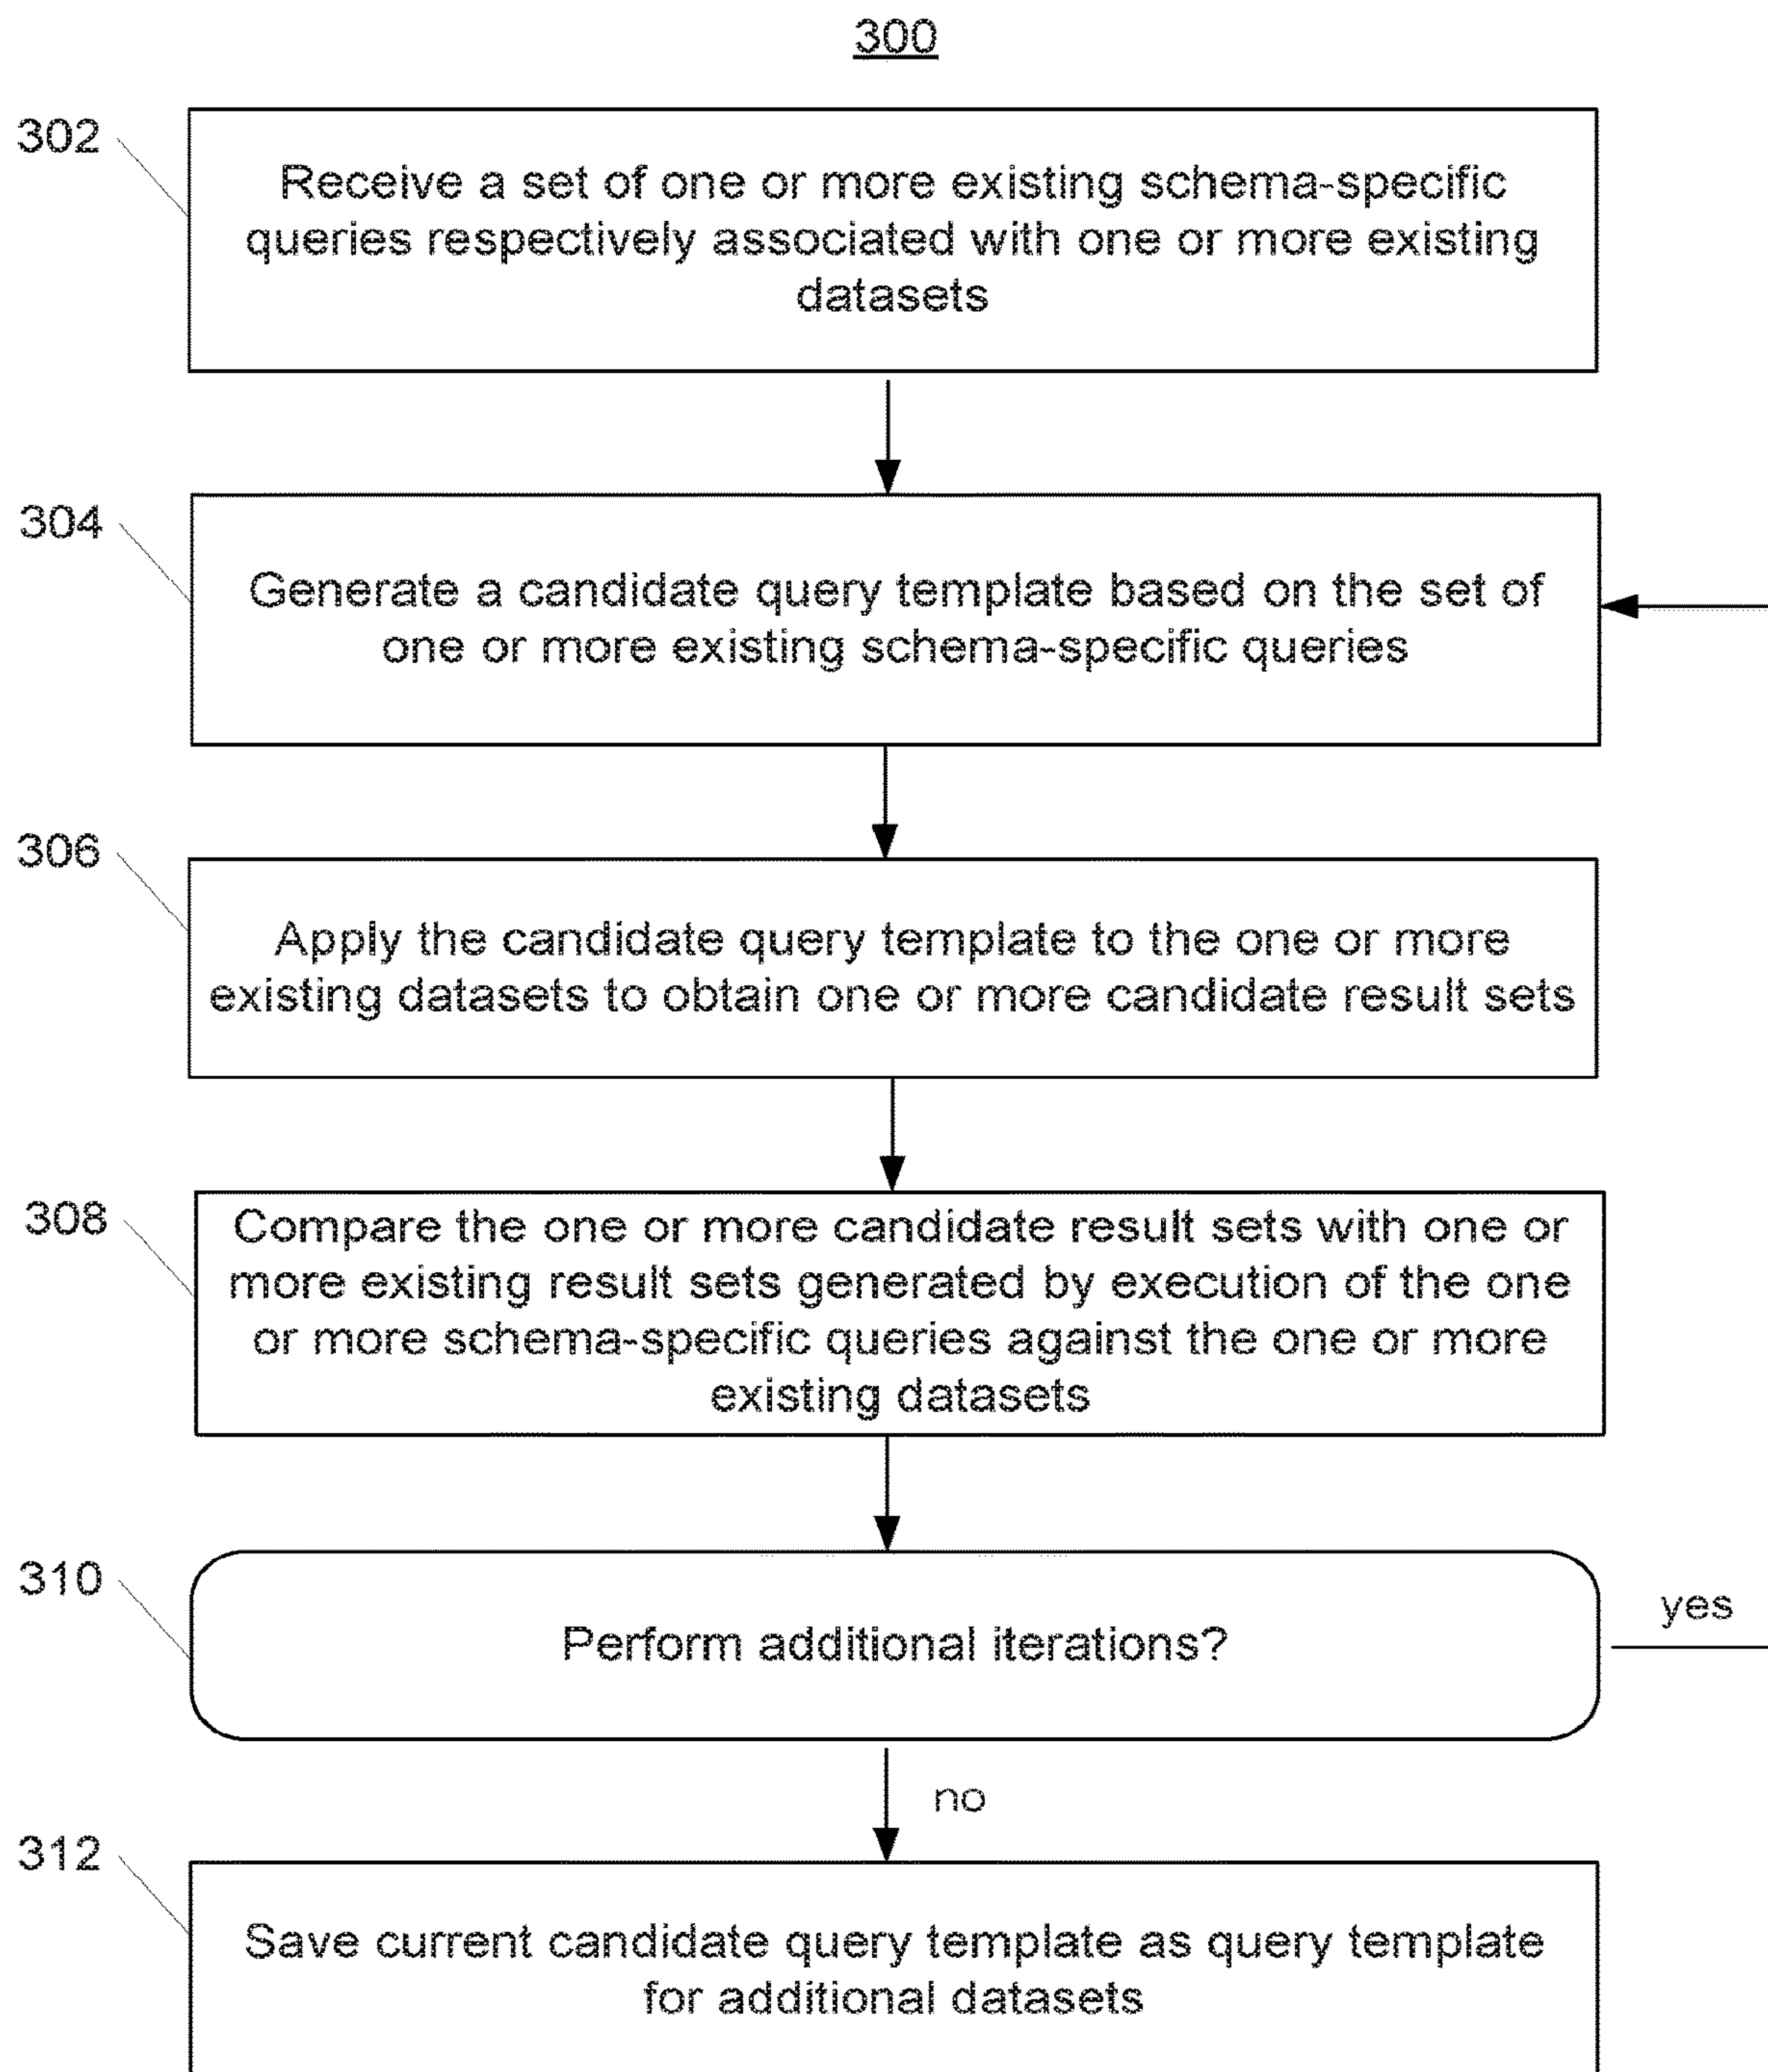 300
302
Receive a set of one or more existing schema-specific
queries respectively associated with one or more existing
datasets
304
Generate a candidate query template based on the set of
one or more existing schema-specific queries
306
Apply the candidate query template to the one or more
existing datasets to obtain one or more candidate result sets
308
Compare the one or more candidate result sets with one or
more existing result sets generated by execution of the one
or more schema-specific queries against the one or more
existing datasets
310
Perform additional iterations?
yes
no
312
Save current candidate query template as query template
for additional datasets